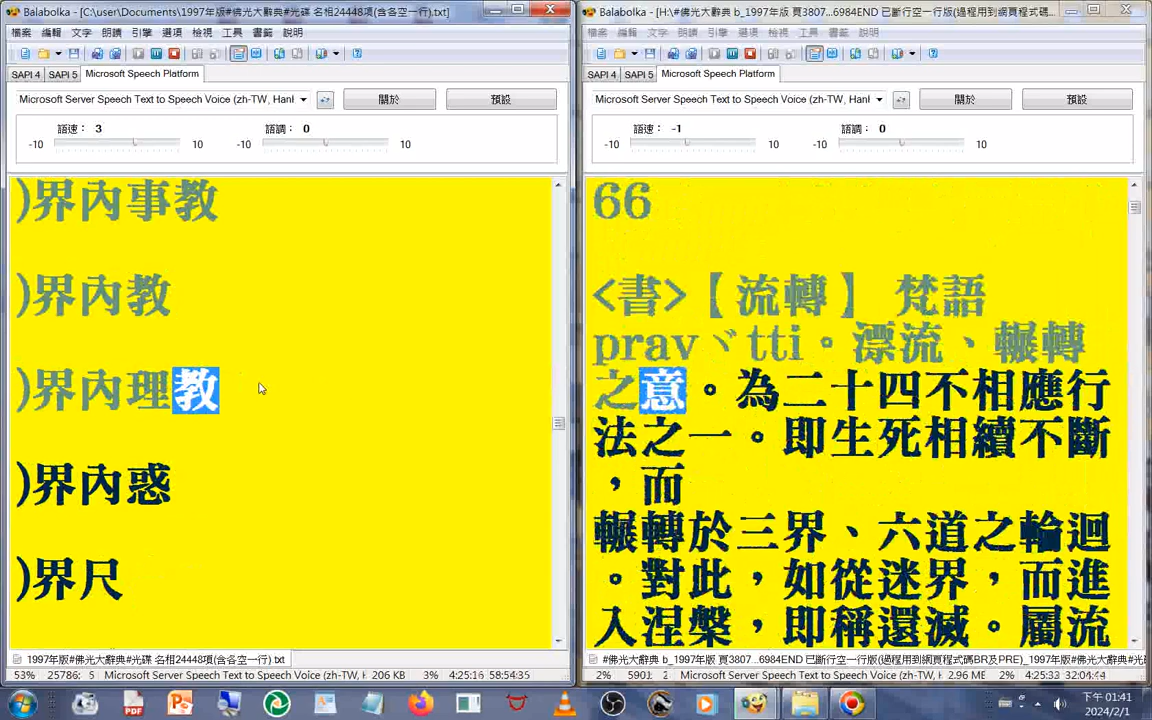 Balabolka - [C:\user\Documents\1997年版#佛光大辭典#光碟 名相24448項(含各空一行).txt]
檔案 編輯 文字 朗讀 引擎 選項 檢視 工具 書籤 說明
SAPI 4 SAPI 5 Microsoft Speech Platform
Microsoft Server Speech Text to Speech Voice (zh-TW, HanH
關於 預設
語速： 3 語調： 0
-10 10 -10 10
)界內事教
)界內教
)界內理教
)界內惑
)界尺
1997年版#佛光大辭典#光碟 名相24448項(含各空一行).txt
53% 25786: 5 Microsoft Server Speech Text to Speech Voice (zh-TW, H 206 KB 3% 4:25:16 58:54:35
Balabolka - [H:\#佛光大辭典 b_1997年版 頁3807...6984END 已斷行空一行版(過程用到網頁程式碼
檔案 編輯 文字 朗讀 引擎 選項 檢視 工具 書籤 說明
SAPI 4 SAPI 5 Microsoft Speech Platform
Microsoft Server Speech Text to Speech Voice (zh-TW, HanH
關於 預設
語速： -1 語調： 0
-10 10 -10 10
66
<書>【流轉】 梵語
pravヾtti。漂流、輾轉
之意。為二十四不相應行
法之一。即生死相續不斷
，而
輾轉於三界、六道之輪迴
。對此，如從迷界，而進
入涅槃，即稱還滅。屬流
#佛光大辭典 b_1997年版 頁3807...6984END 已斷行空一行版(過程用到網頁程式碼BR及PRE)_1997年版#光
2% 5901: Microsoft Server Speech Text to Speech Voice (zh-TW, H 2.96 ME 2% 4:25:33 32:04:44
下午 01:41
2024/2/1